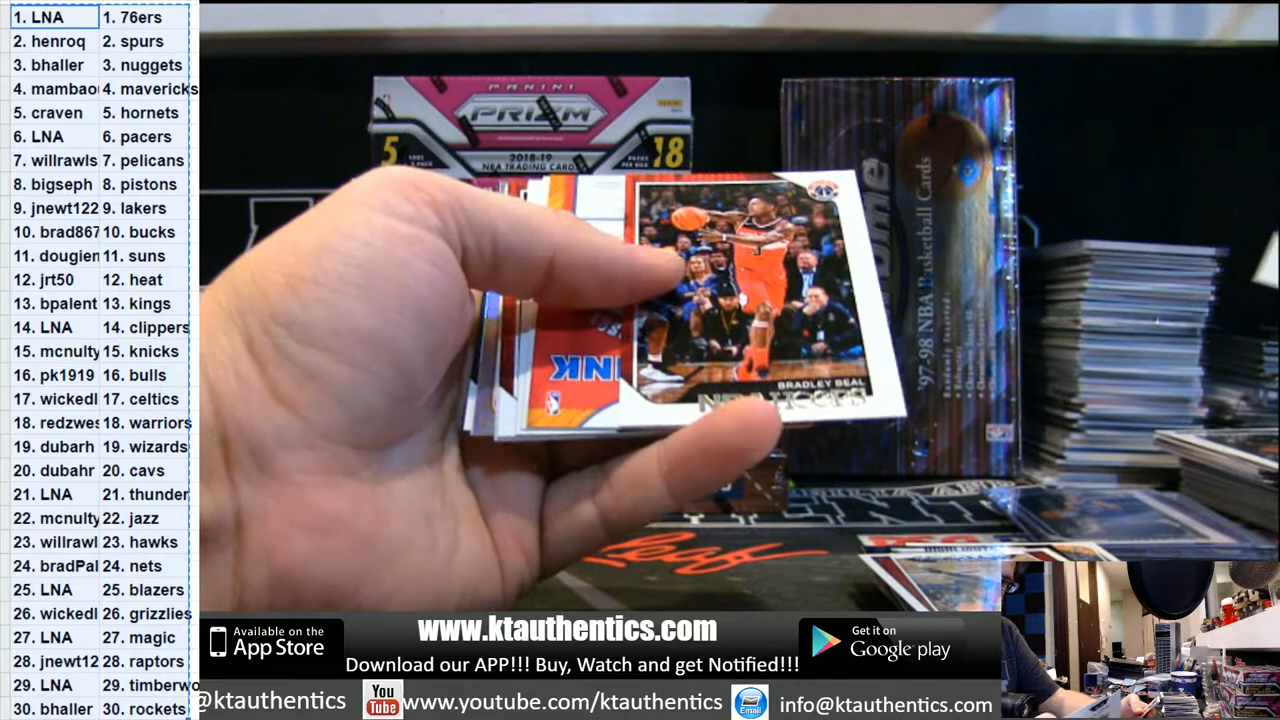 1. LNA 1. 76ers
2. henroq 2. spurs
3. bhaller 3. nuggets
4. mambao 4. mavericks
5. craven 5. hornets
6. LNA 6. pacers
7. willrawls 7. pelicans
8. bigseph 8. pistons
9. jnewt122 9. lakers
10. brad867 10. bucks
11. dougien 11. suns
12. jrt50 12. heat
13. bpalent 13. kings
14. LNA 14. clippers
15. mcnulty 15. knicks
16. pk1919 16. bulls
17. wickedl 17. celtics
18. redzwes 18. warriors
19. dubarh 19. wizards
20. dubahr 20. cavs
21. LNA 21. thunder
22. mcnulty 22. jazz
23. willrawl 23. hawks
24. bradPal 24. nets
25. LNA 25. blazers
26. wickedl 26. grizzlies
27. LNA 27. magic
28. jnewt12 28. raptors
29. LNA 29. timberwo
30. bhaller 30. rockets
PANINI
PRIZM
5
2018-19
NBA TRADING CARDS
18
'97-98 NBA Basketball Cards
BRADLEY BEAL
NBA HOOPS
Leaf
Available on the
App Store
www.ktauthentics.com
Download our APP!!! Buy, Watch and get Notified!!!
Get it on
Google play
@ktauthentics
You
Tube
www.youtube.com/ktauthentics
Email
info@ktauthentics.com